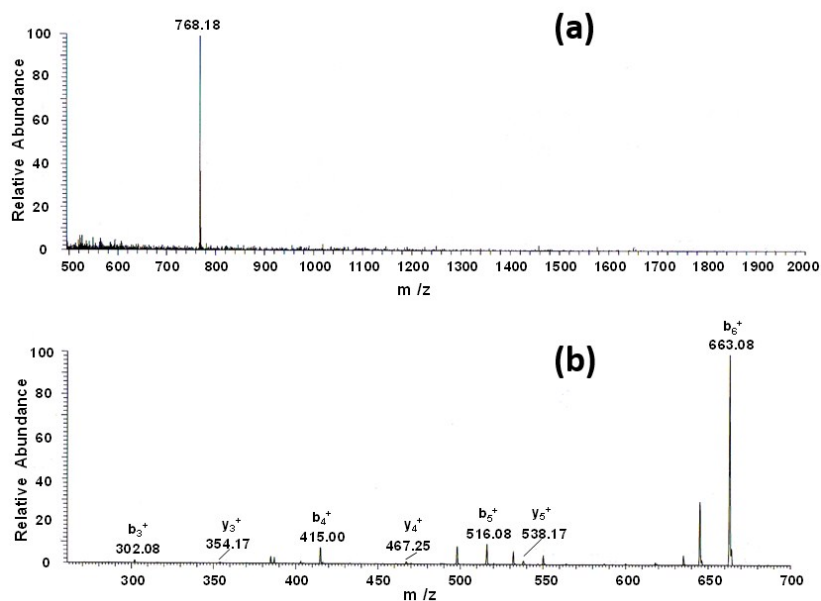 (a)
768.18
100
80
60
40
20
0
Relative Abundance
500 600 700 800 900 1000 1100 1200 1300 1400 1500 1600 1700 1800 1900 2000
m /z
(b)
b6+
663.08
100
80
60
40
20
0
Relative Abundance
b3+
302.08
y3+
354.17
b4+
415.00
y4+
467.25
b5+
516.08
y5+
538.17
300 350 400 450 500 550 600 650 700
m /z